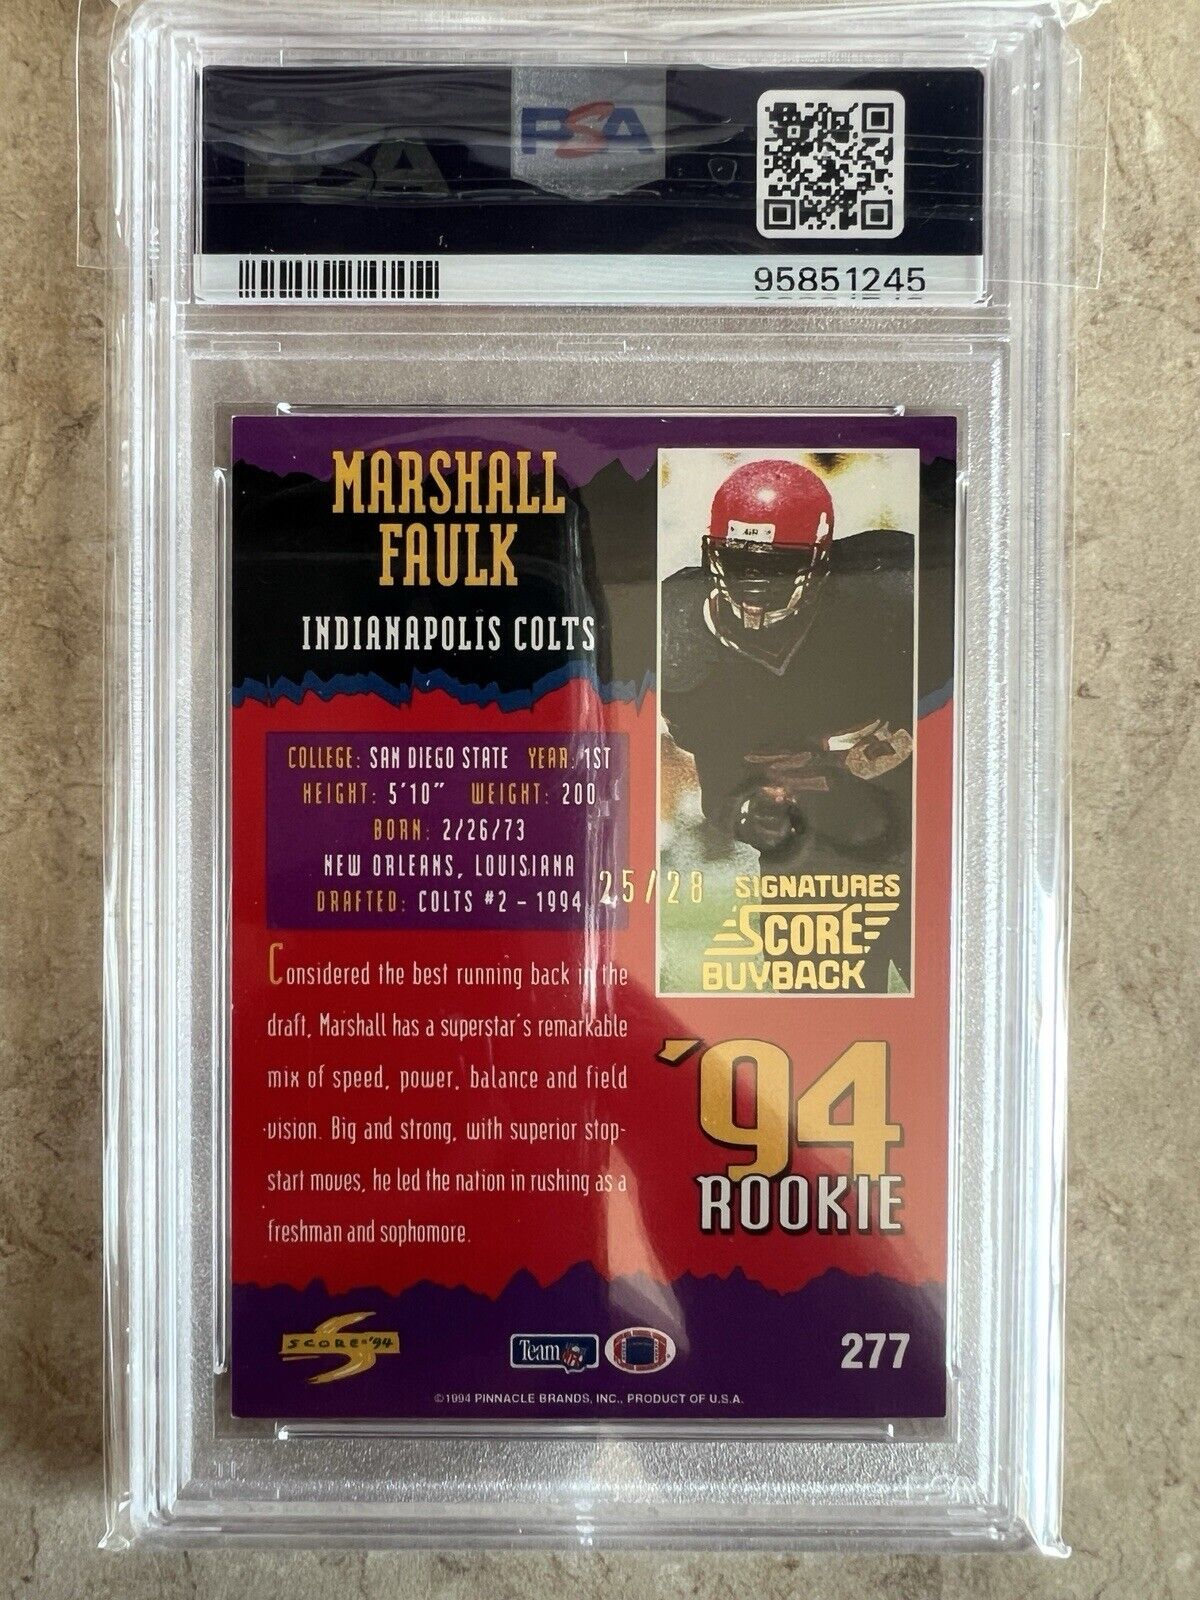 PSA
PSA
95851245
MARSHALL
FAULK
INDIANAPOLIS COLTS
COLLEGE: SAN DIEGO STATE YEAR: 1ST
HEIGHT: 5'10" WEIGHT: 200
BORN: 2/26/73
NEW ORLEANS, LOUISIANA
DRAFTED: COLTS #2 - 1994
25/28
SIGNATURES
SCORE
BUYBACK
Considered the best running back in the
draft, Marshall has a superstar's remarkable
mix of speed, power, balance and field
vision. Big and strong, with superior stop-
start moves, he led the nation in rushing as a
freshman and sophomore.
'94
ROOKIE
SCORE '94
Team NFL
277
©1994 PINNACLE BRANDS, INC., PRODUCT OF U.S.A.